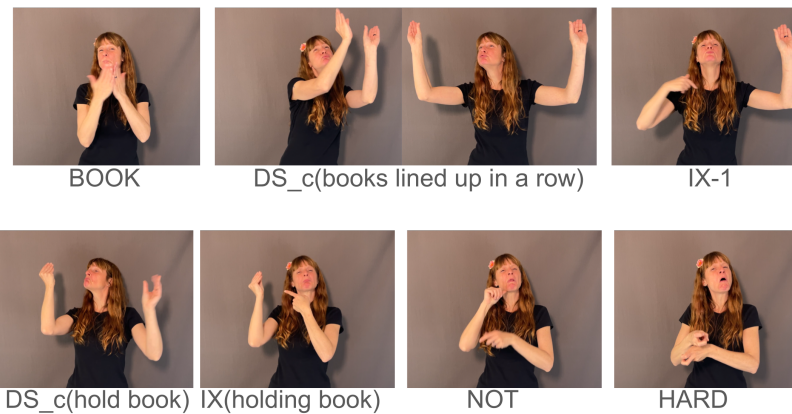 BOOK DS_c(books lined up in a row) IX-1
DS_c(hold book) IX(holding book) NOT HARD